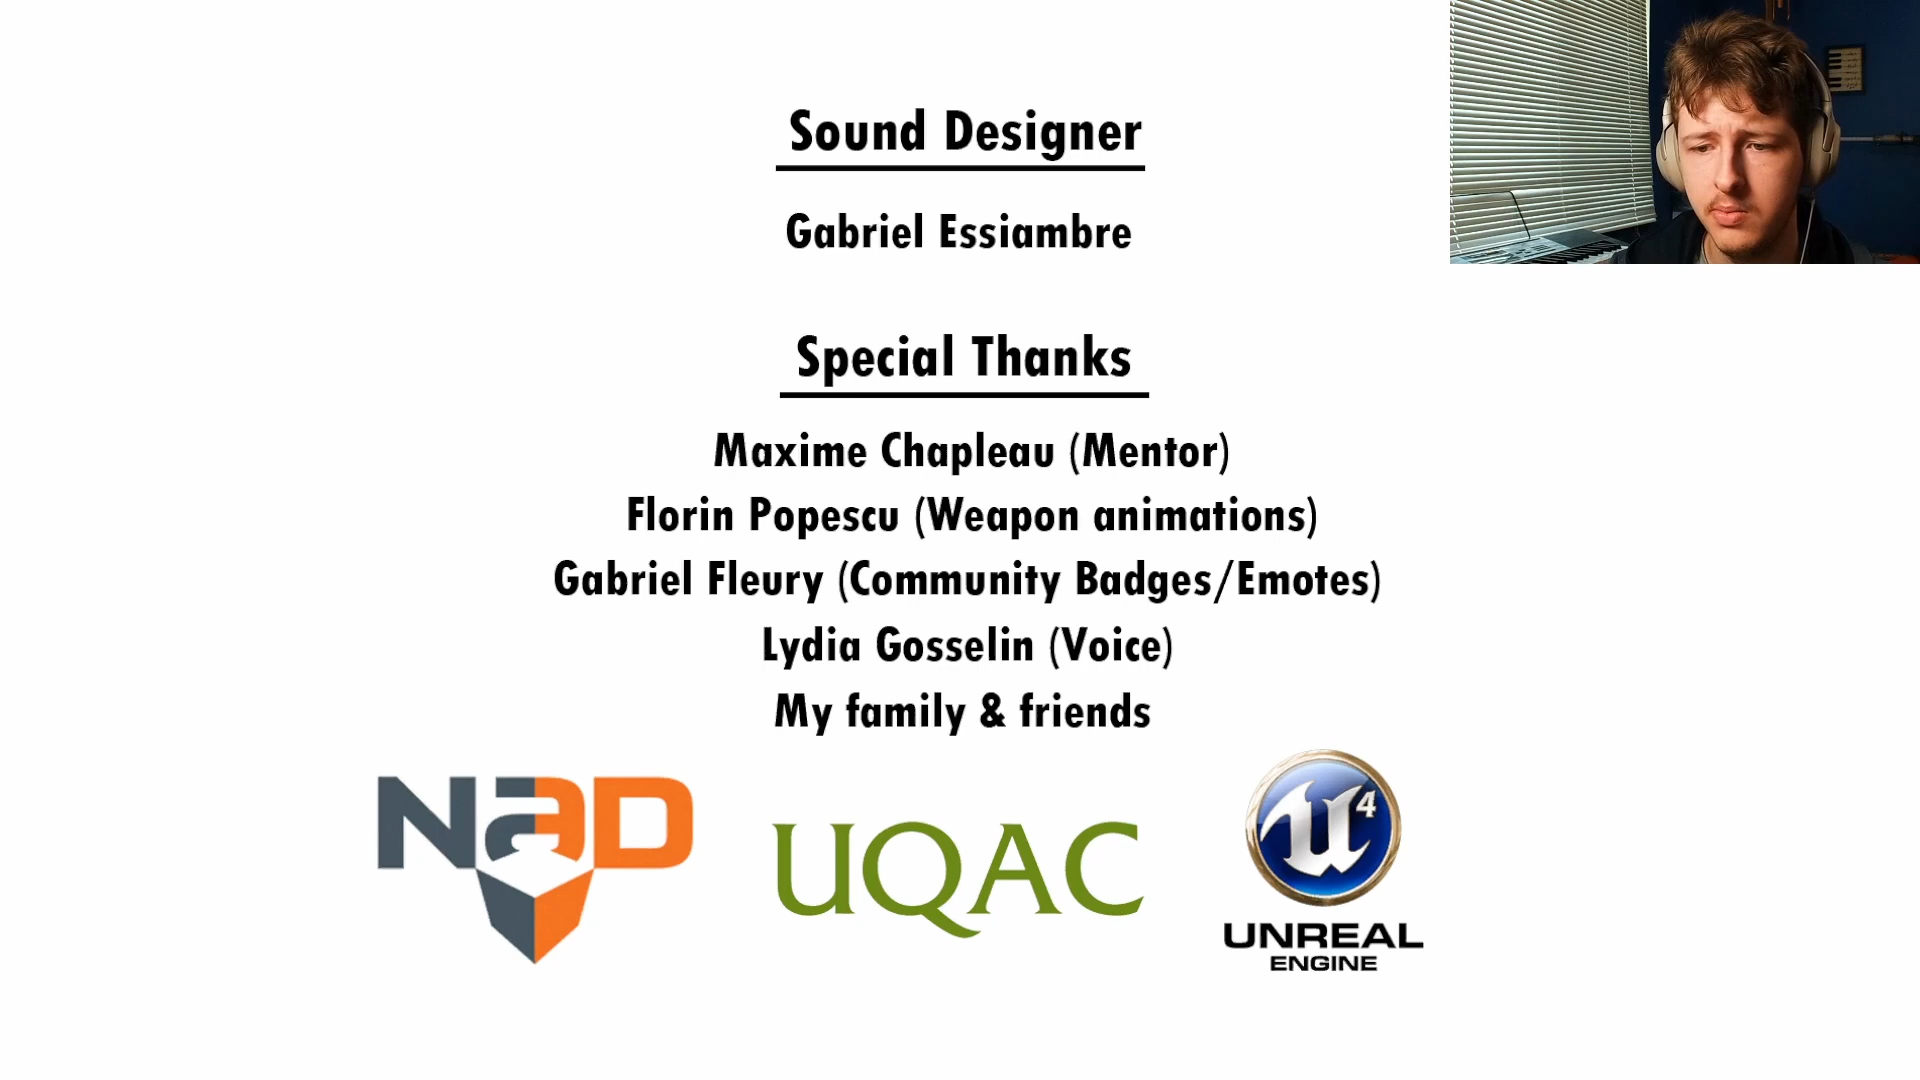 Sound Designer
Gabriel Essiambre
Special Thanks
Maxime Chapleau (Mentor)
Florin Popescu (Weapon animations)
Gabriel Fleury (Community Badges/Emotes)
Lydia Gosselin (Voice)
My family & friends
NAD
UQAC
U4
UNREAL
ENGINE